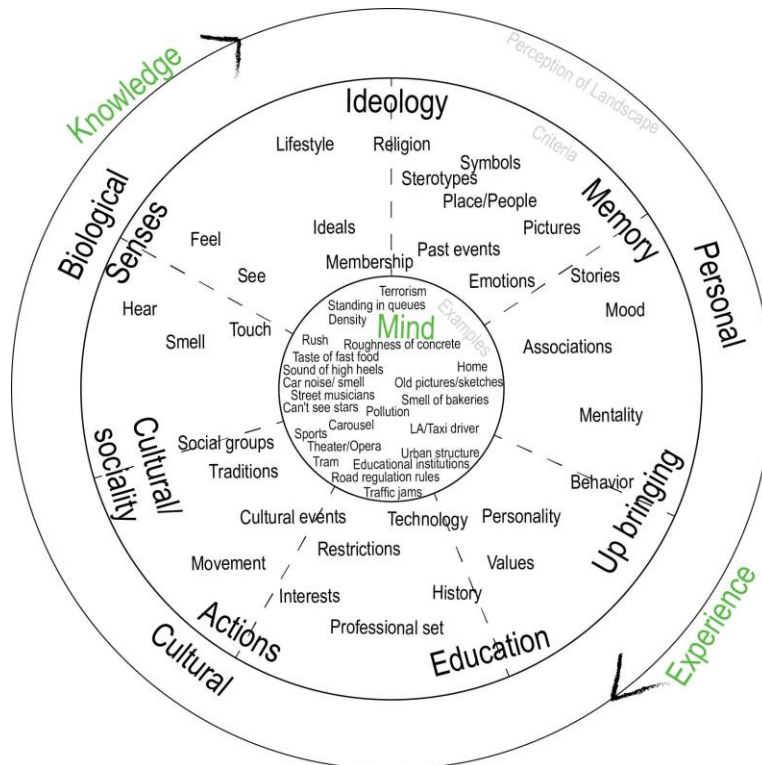 Knowledge
Perception of Landscape
Ideology
Criteria
Lifestyle
Religion
Symbols
Sterotypes
Place/People
Memory
Pictures
Biological
Senses
Feel
Ideals
Past events
Membership
Emotions
Stories
Personal
See
Mood
Hear
Touch
Smell
Associations
Terrorism
Standing in queues
Examples
Density
Mind
Rush
Roughness of concrete
Taste of fast food
Home
Sound of high heels
Car noise/ smell
Old pictures/sketches
Street musicians
Smell of bakeries
Can't see stars
Pollution
Carousel
LA/Taxi driver
Sports
Theater/Opera
Urban structure
Tram
Educational institutions
Road regulation rules
Traffic jams
Mentality
Cultural/
sociality
Social groups
Traditions
Behavior
Up bringing
Cultural events
Technology
Personality
Restrictions
Movement
Values
Interests
History
Experience
Actions
Professional set
Education
Cultural